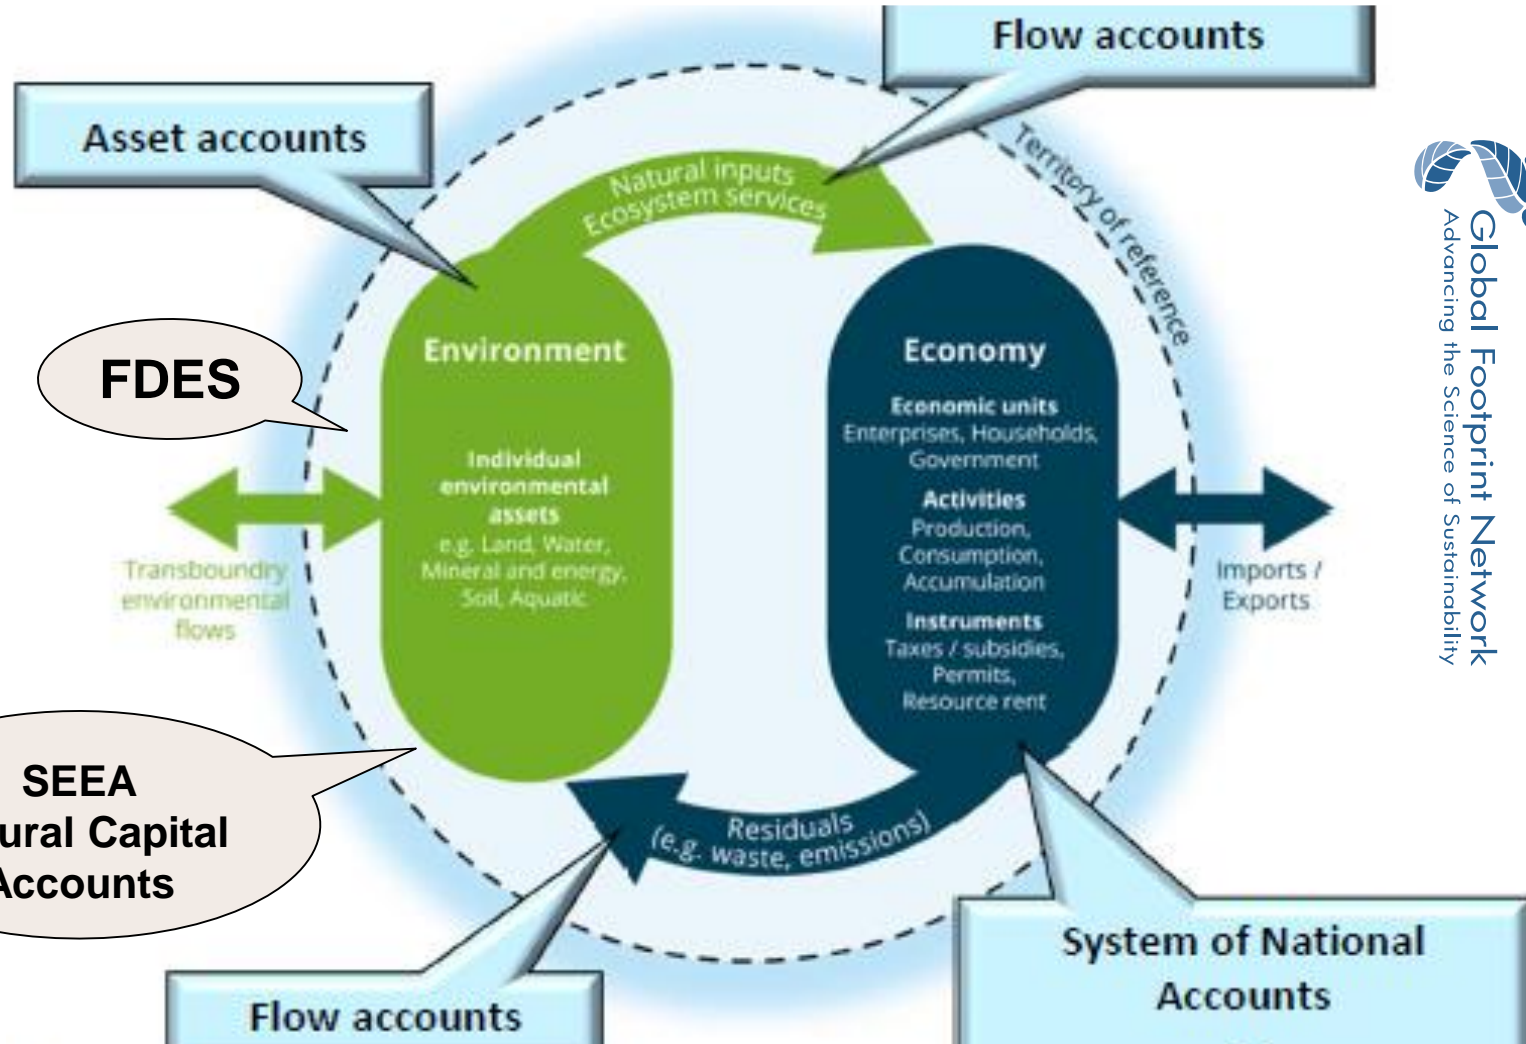 Flow accounts
Asset accounts
Natural inputs
Ecosystem services
Territory of reference
Global Footprint Network
Advancing the Science of Sustainability
FDES
Environment
Individual
environmental
assets
e.g. Land, Water,
Mineral and energy,
Soil, Aquatic
Economy
Economic units
Enterprises, Households,
Government
Activities
Production,
Consumption,
Accumulation
Instruments
Taxes / subsidies,
Permits,
Resource rent
Transboundry
environmental
flows
Imports /
Exports
SEEA
ural Capital
Accounts
Residuals
(e.g. waste, emissions)
Flow accounts
System of National
Accounts